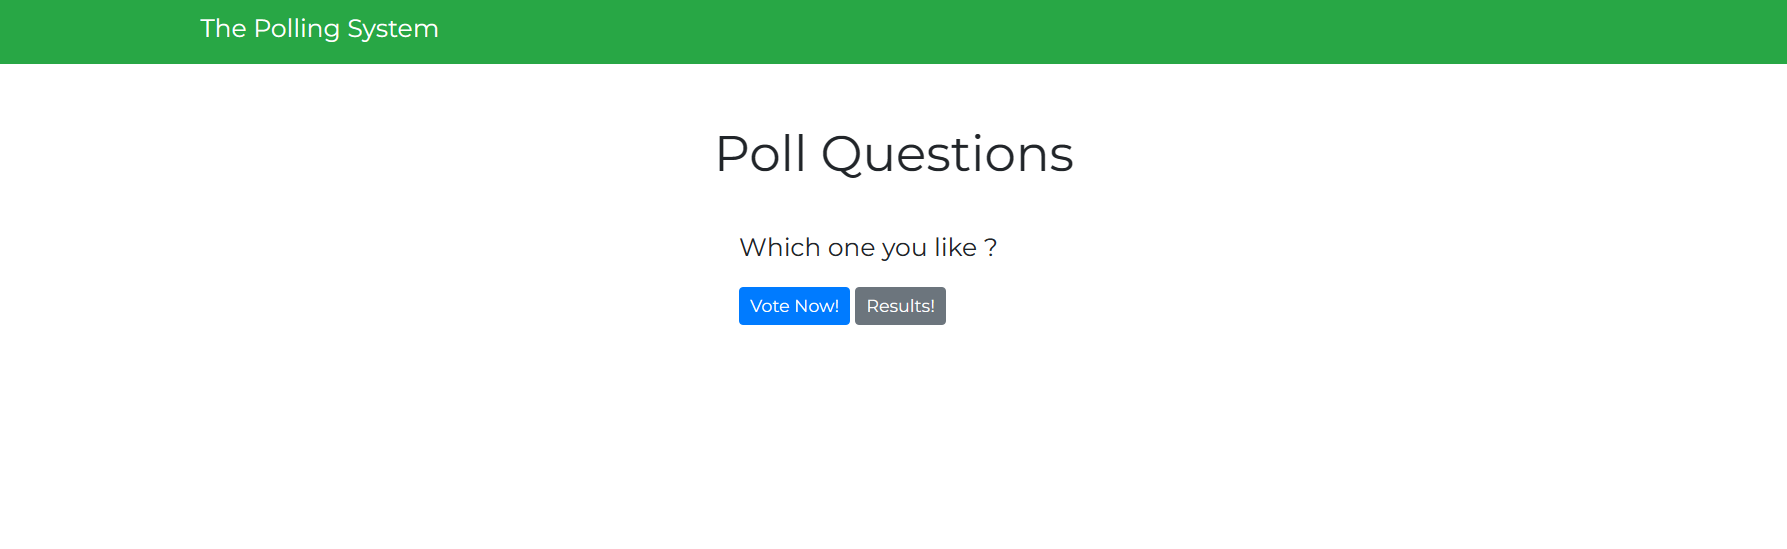 The Polling System
Poll Questions
Which one you like ?
Vote Now! Results!